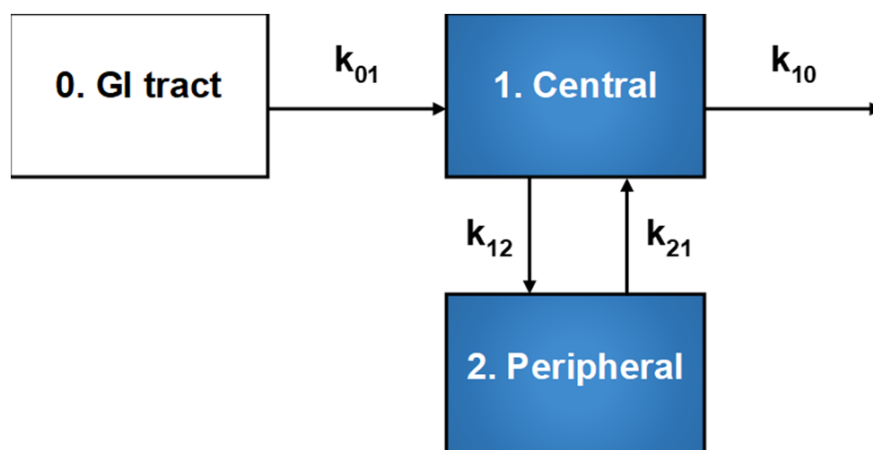 0. GI tract
k01
1. Central
k10
k12
k21
2. Peripheral